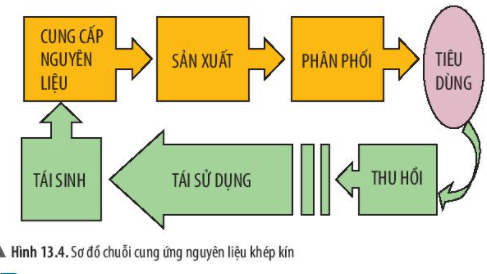 CUNG CẤP
NGUYÊN
LIỆU
SẢN XUẤT
PHÂN PHỐI
TIÊU
DÙNG
TÁI SINH
TÁI SỬ DỤNG
THU HỒI
Hình 13.4. Sơ đồ chuỗi cung ứng nguyên liệu khép kín